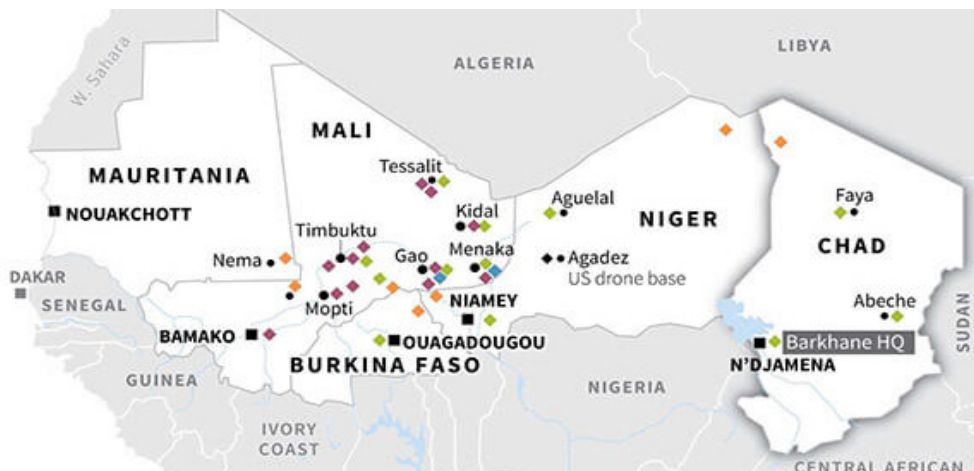 LIBYA
ALGERIA
W. Sahara
MALI
Tessalit
MAURITANIA
Aguelal
Faya
NOUAKCHOTT
Kidal
NIGER
Timbuktu
CHAD
Nema
Gao
Menaka
Agadez
US drone base
DAKAR
SENEGAL
Mopti
NIAMEY
Abeche
SUDAN
BAMAKO
OUAGADOUGOU
Barkhane HQ
BURKINA FASO
N'DJAMENA
GUINEA
NIGERIA
IVORY
COAST
CENTRAL AFRICAN